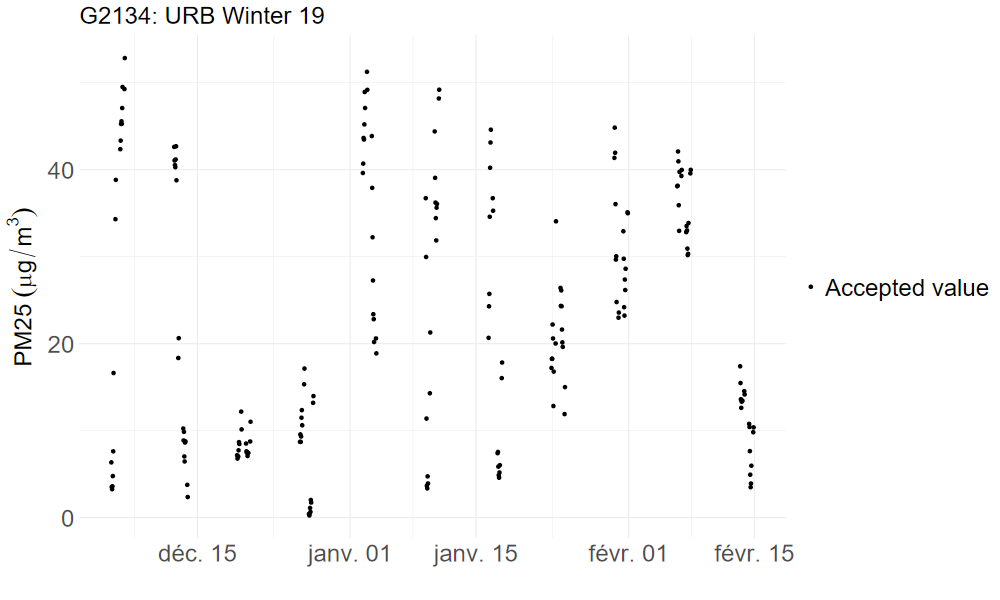 G2134: URB Winter 19
PM25 (μg/m³)
40
20
0
déc. 15 janv. 01 janv. 15 févr. 01 févr. 15
Accepted value